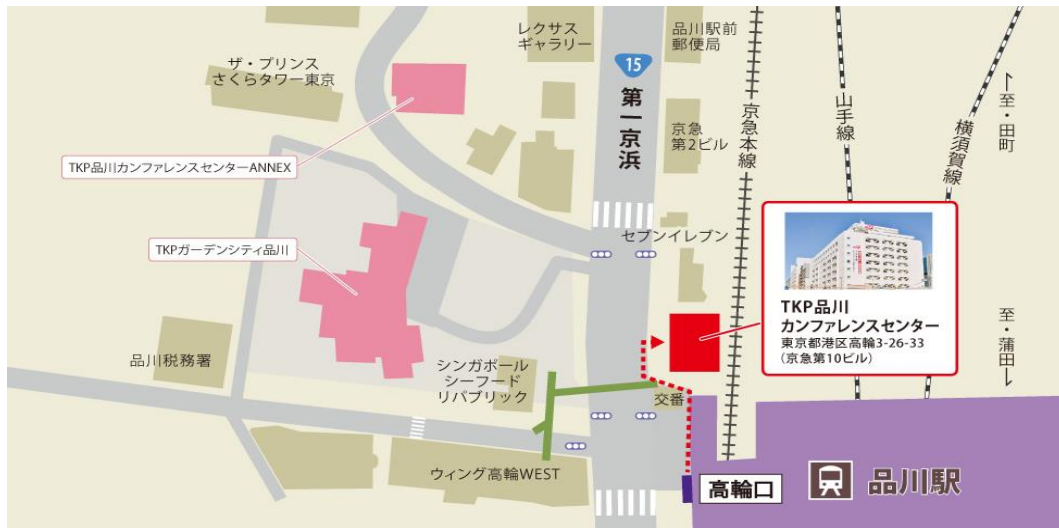 レクサス
ギャラリー
品川駅前
郵便局
ザ・プリンス
さくらタワー東京
15
第一京浜
京急
第2ビル
京急本線
山手線
横須賀線
至・田町
TKP品川カンファレンスセンターANNEX
TKPガーデンシティ品川
セブンイレブン
TKP品川
カンファレンスセンター
東京都港区高輪3-26-33
(京急第10ビル)
至・蒲田
品川税務署
シンガポール
シーフード
リパブリック
交番
ウィング高輪WEST
高輪口
品川駅